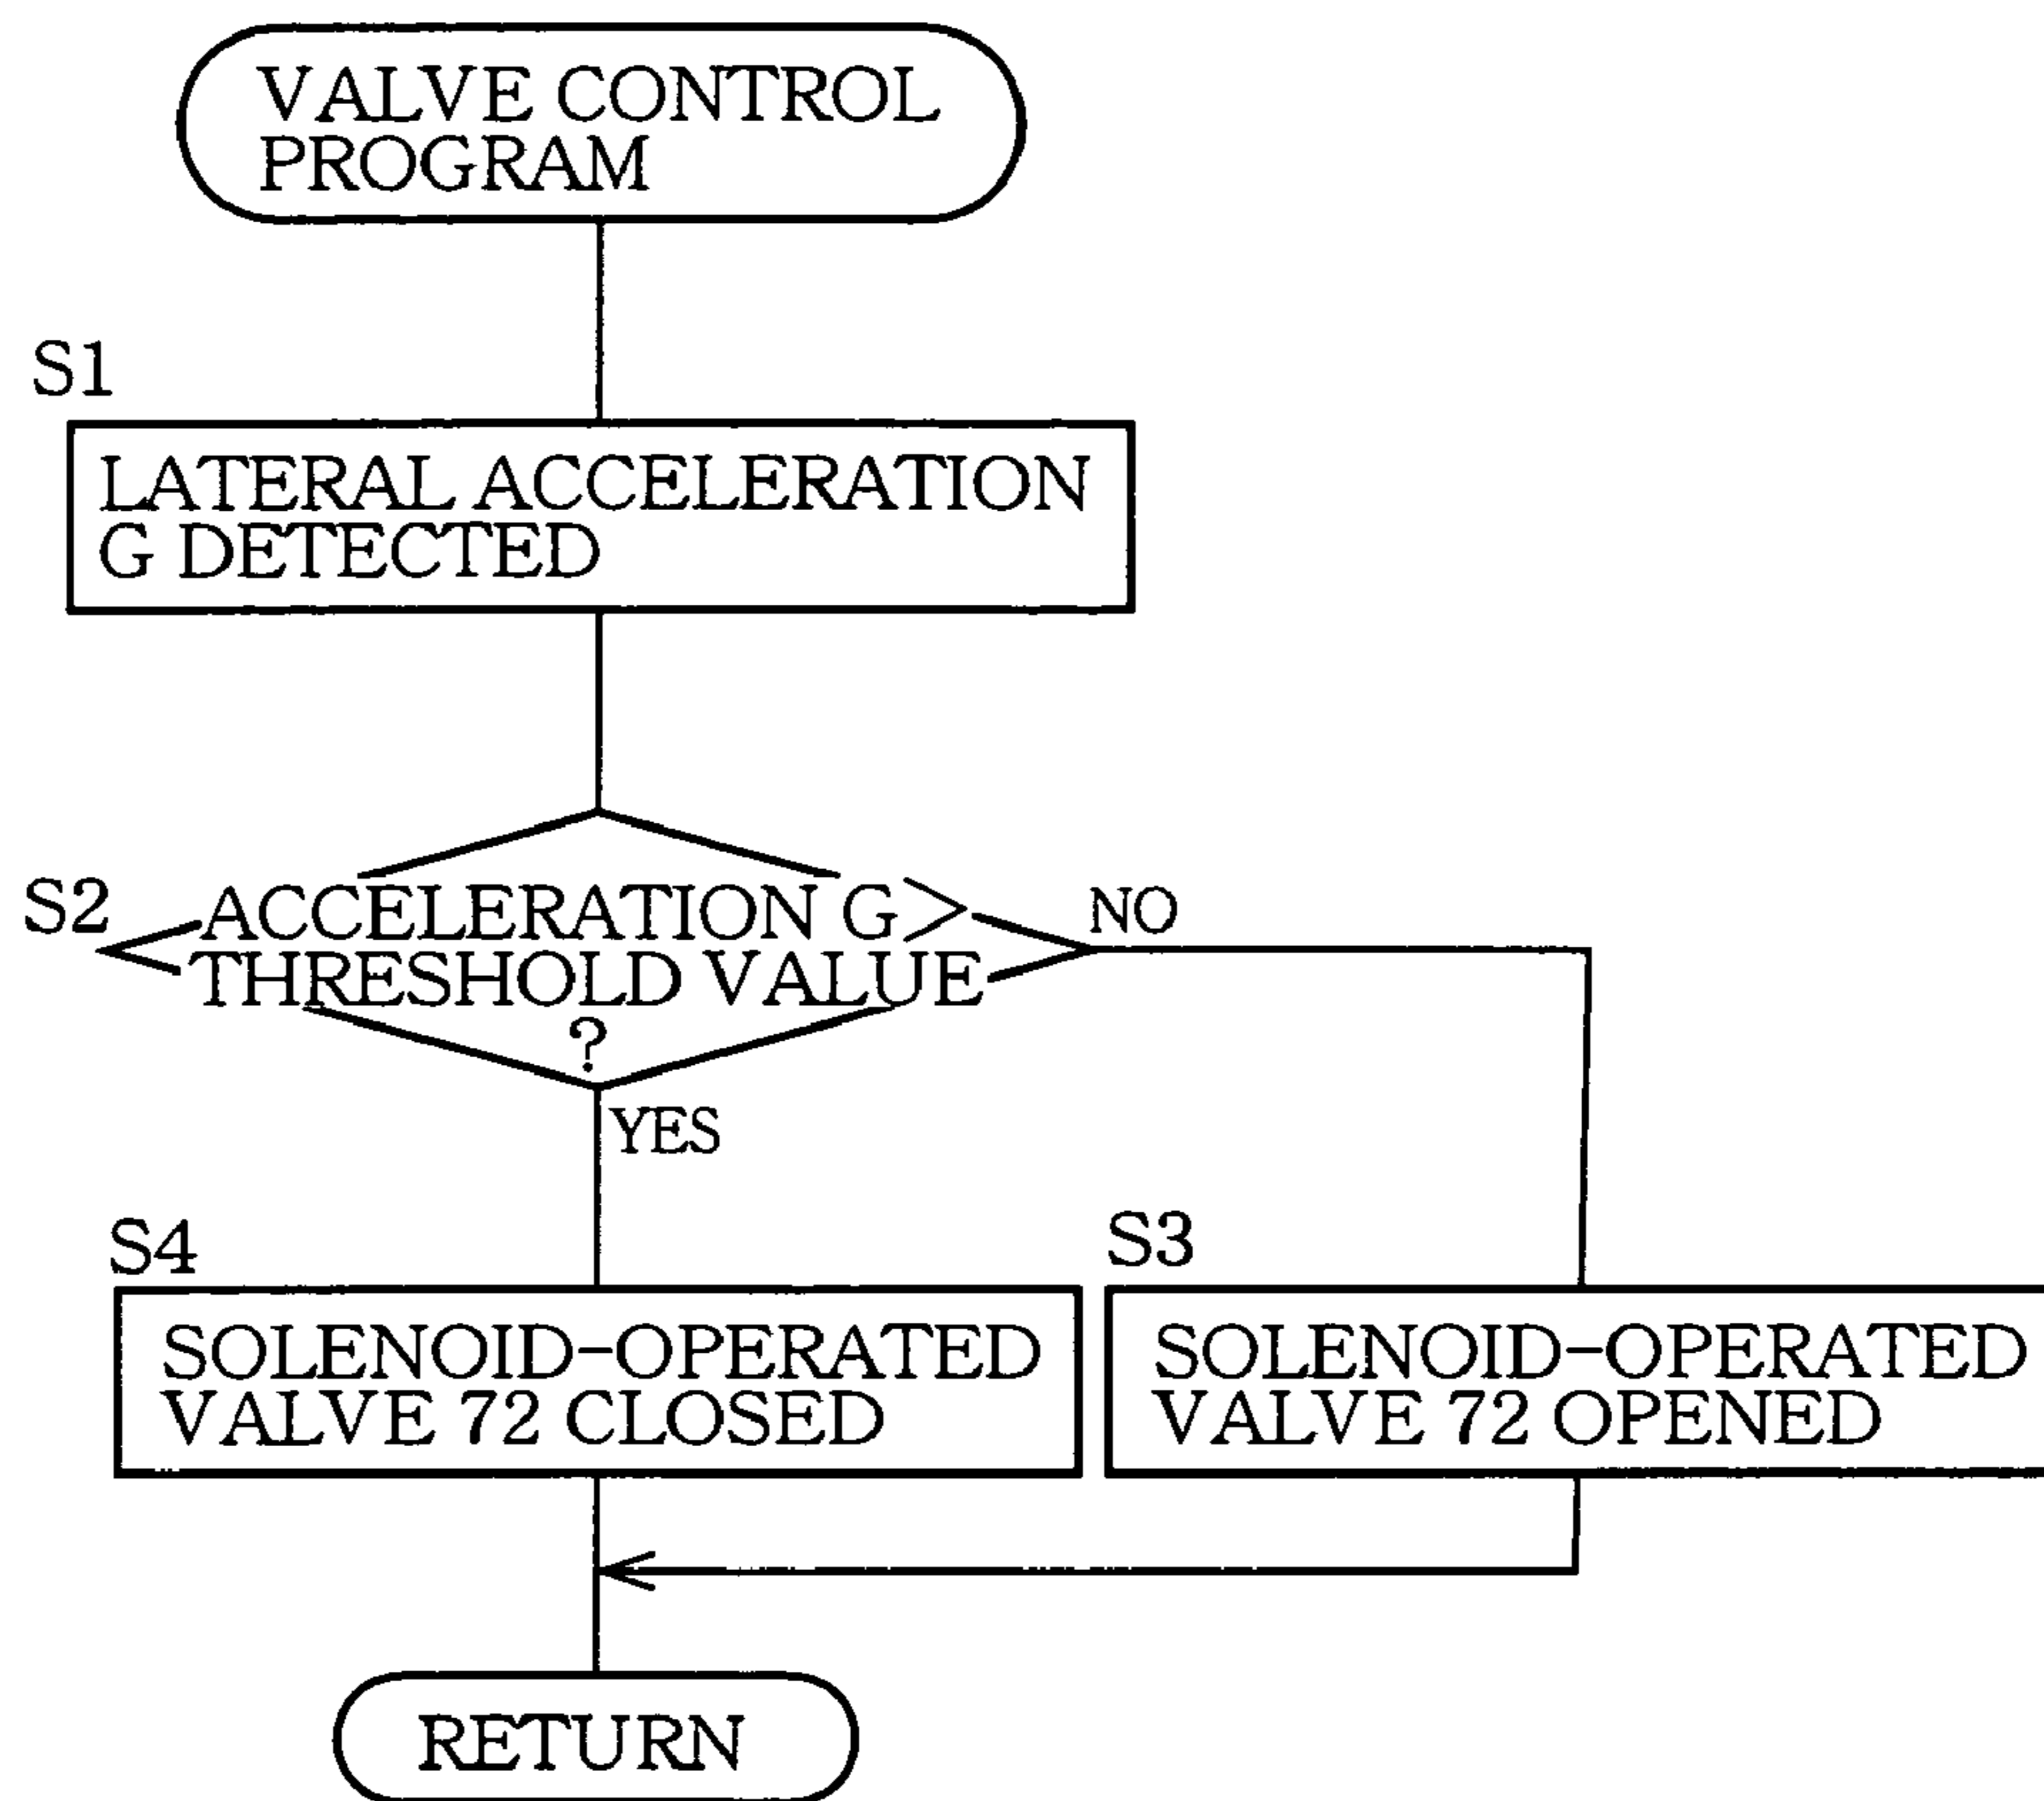 VALVE CONTROL
PROGRAM
S1
LATERAL ACCELERATION
G DETECTED
S2
ACCELERATION G>
THRESHOLD VALUE
?
NO
YES
S4
SOLENOID-OPERATED
VALVE 72 CLOSED
S3
SOLENOID-OPERATED
VALVE 72 OPENED
RETURN